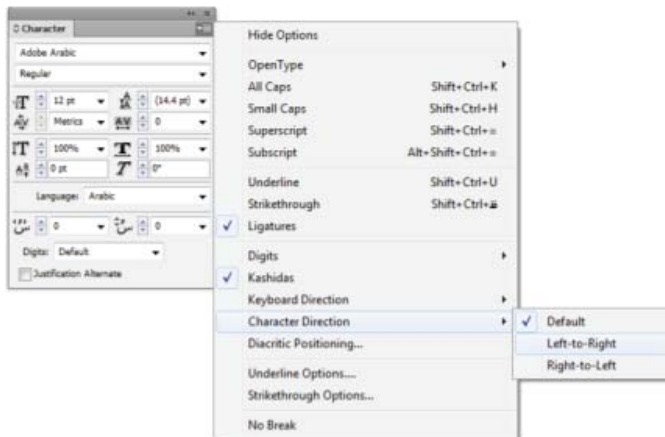 Character
Adobe Arabic
Regular
12 pt (14.4 pt)
Metrics 0
100% 100%
0 pt 0°
Language: Arabic
0 0
Digits: Default
Justification Alternate
Hide Options
OpenType
All Caps Shift+Ctrl+K
Small Caps Shift+Ctrl+H
Superscript Shift+Ctrl+=
Subscript Alt+Shift+Ctrl+=
Underline Shift+Ctrl+U
Strikethrough
Ligatures
Digits
Kashidas
Keyboard Direction
Character Direction
Diacritic Positioning...
Underline Options....
Strikethrough Options...
No Break
Default
Left-to-Right
Right-to-Left